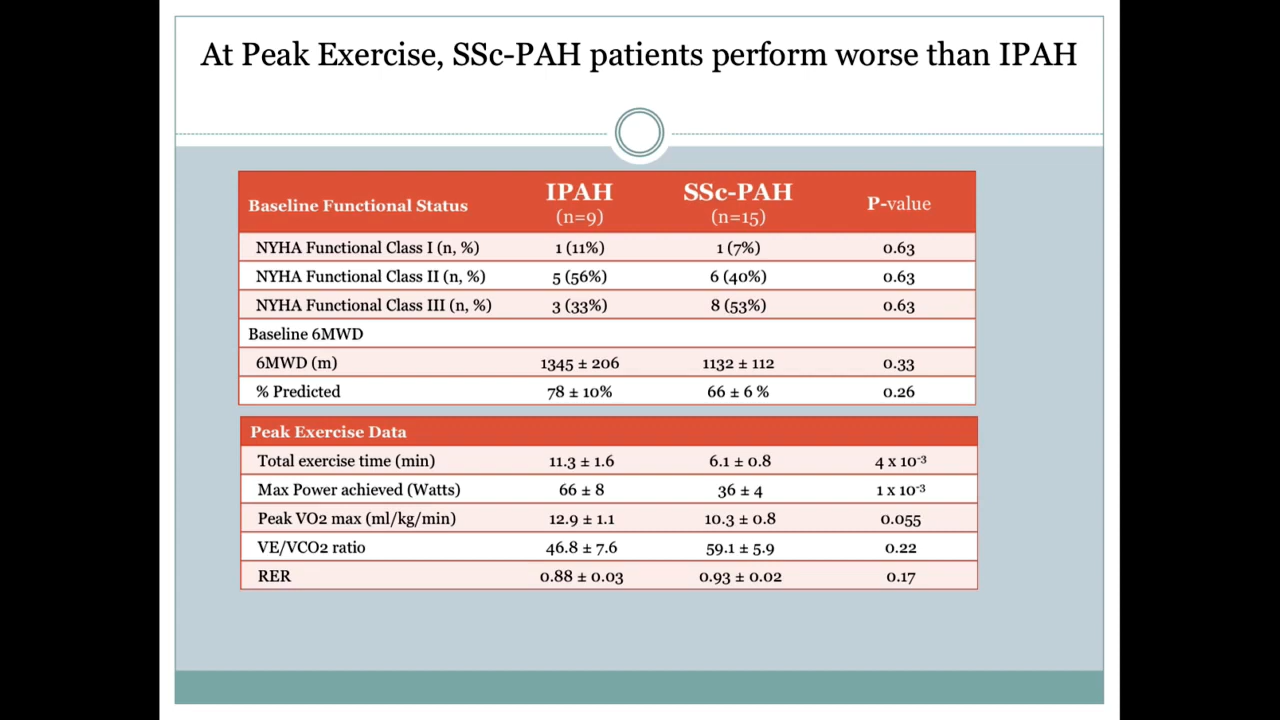 At Peak Exercise, SSc-PAH patients perform worse than IPAH
Baseline Functional Status IPAH (n=9) SSc-PAH (n=15) P-value
NYHA Functional Class I (n, %) 1 (11%) 1 (7%) 0.63
NYHA Functional Class II (n, %) 5 (56%) 6 (40%) 0.63
NYHA Functional Class III (n, %) 3 (33%) 8 (53%) 0.63
Baseline 6MWD
6MWD (m) 1345 ± 206 1132 ± 112 0.33
% Predicted 78 ± 10% 66 ± 6 % 0.26
Peak Exercise Data
Total exercise time (min) 11.3 ± 1.6 6.1 ± 0.8 4 x 10⁻³
Max Power achieved (Watts) 66 ± 8 36 ± 4 1 x 10⁻³
Peak VO2 max (ml/kg/min) 12.9 ± 1.1 10.3 ± 0.8 0.055
VE/VCO2 ratio 46.8 ± 7.6 59.1 ± 5.9 0.22
RER 0.88 ± 0.03 0.93 ± 0.02 0.17